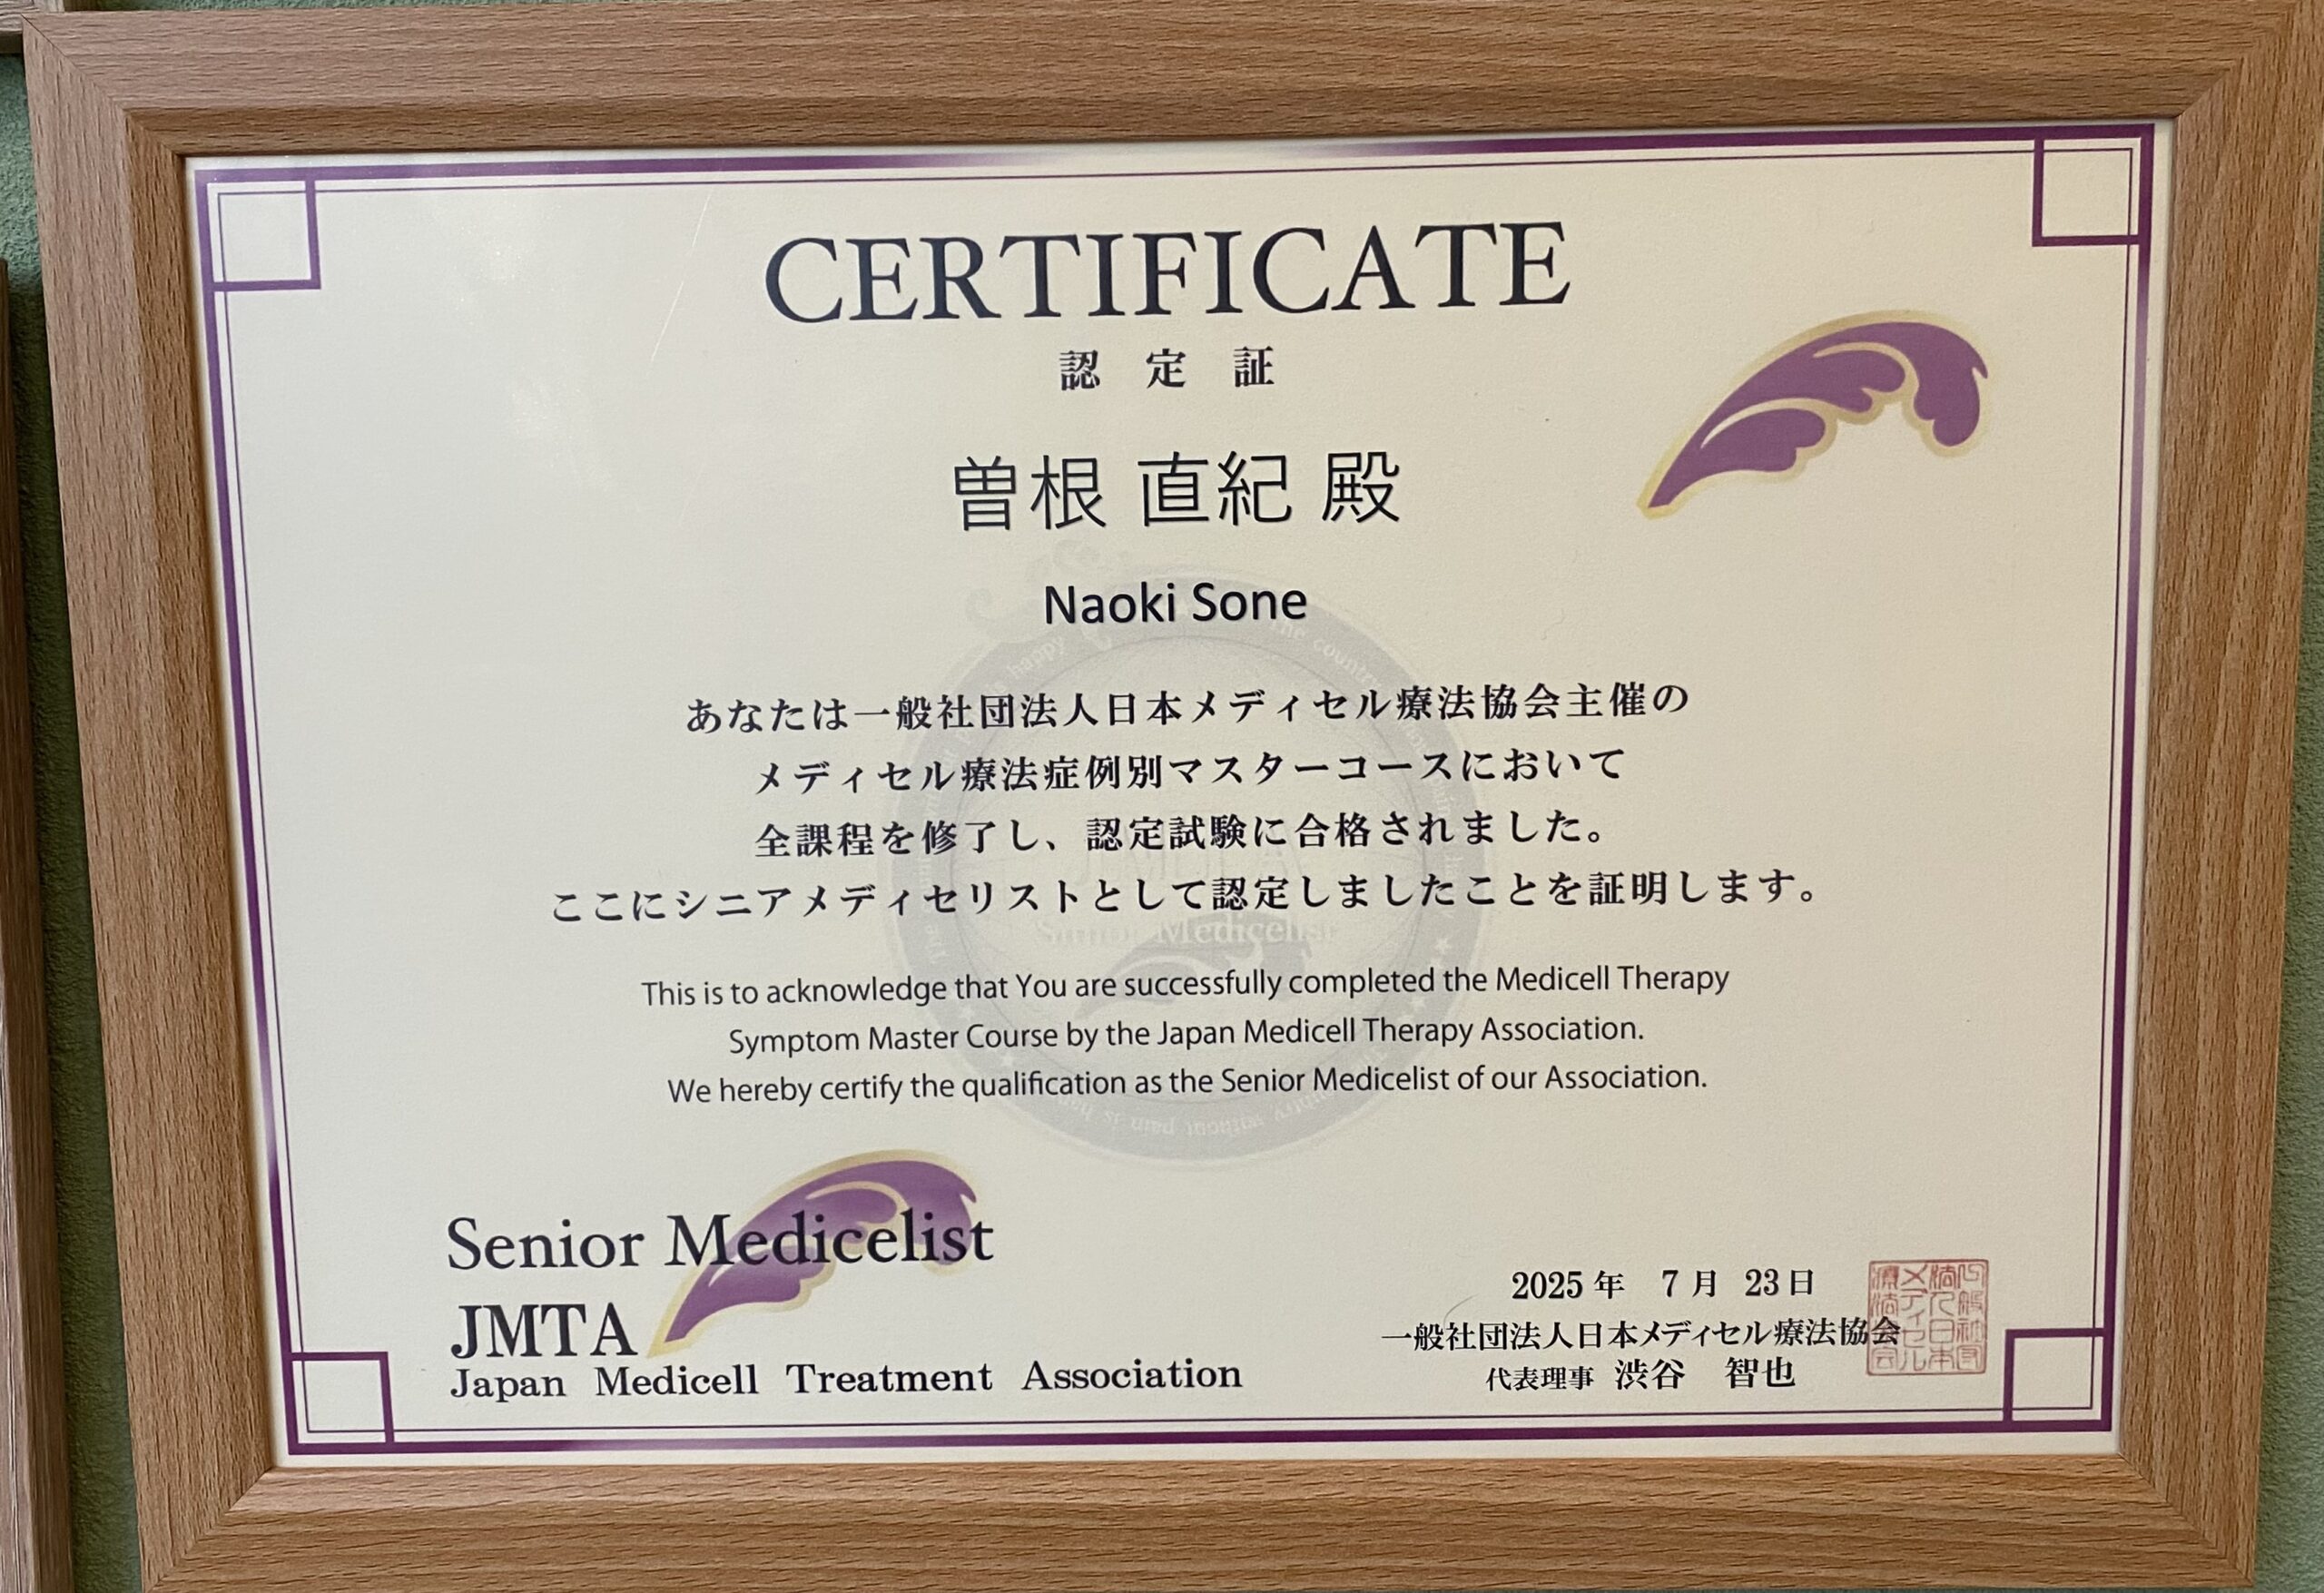 CERTIFICATE
認 定 証
曽根 直紀 殿
Naoki Sone
あなたは一般社団法人日本メディセル療法協会主催の
メディセル療法症例別マスターコースにおいて
全課程を修了し、認定試験に合格されました。
ここにシニアメディセリストとして認定しましたことを証明します。
This is to acknowledge that You are successfully completed the Medicell Therapy
Symptom Master Course by the Japan Medicell Therapy Association.
We hereby certify the qualification as the Senior Medicelist of our Association.
Senior Medicelist
JMTA
Japan Medicell Treatment Association
2025 年 7 月 23 日
一般社団法人日本メディセル療法協会
代表理事 渋谷 智也